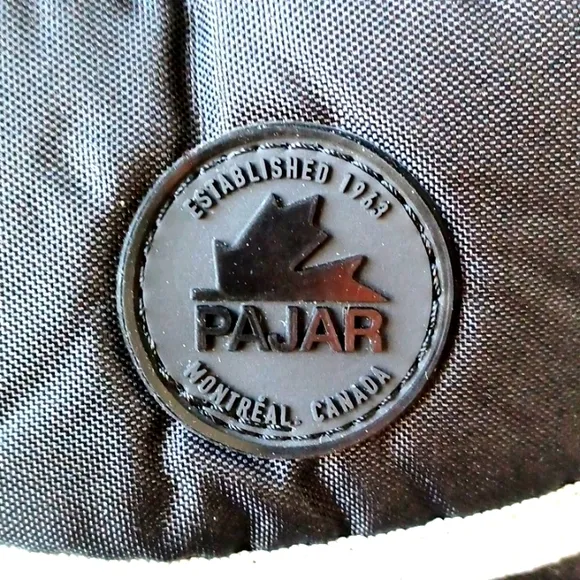 ESTABLISHED 1963
PAJAR
MONTRÉAL, CANADA